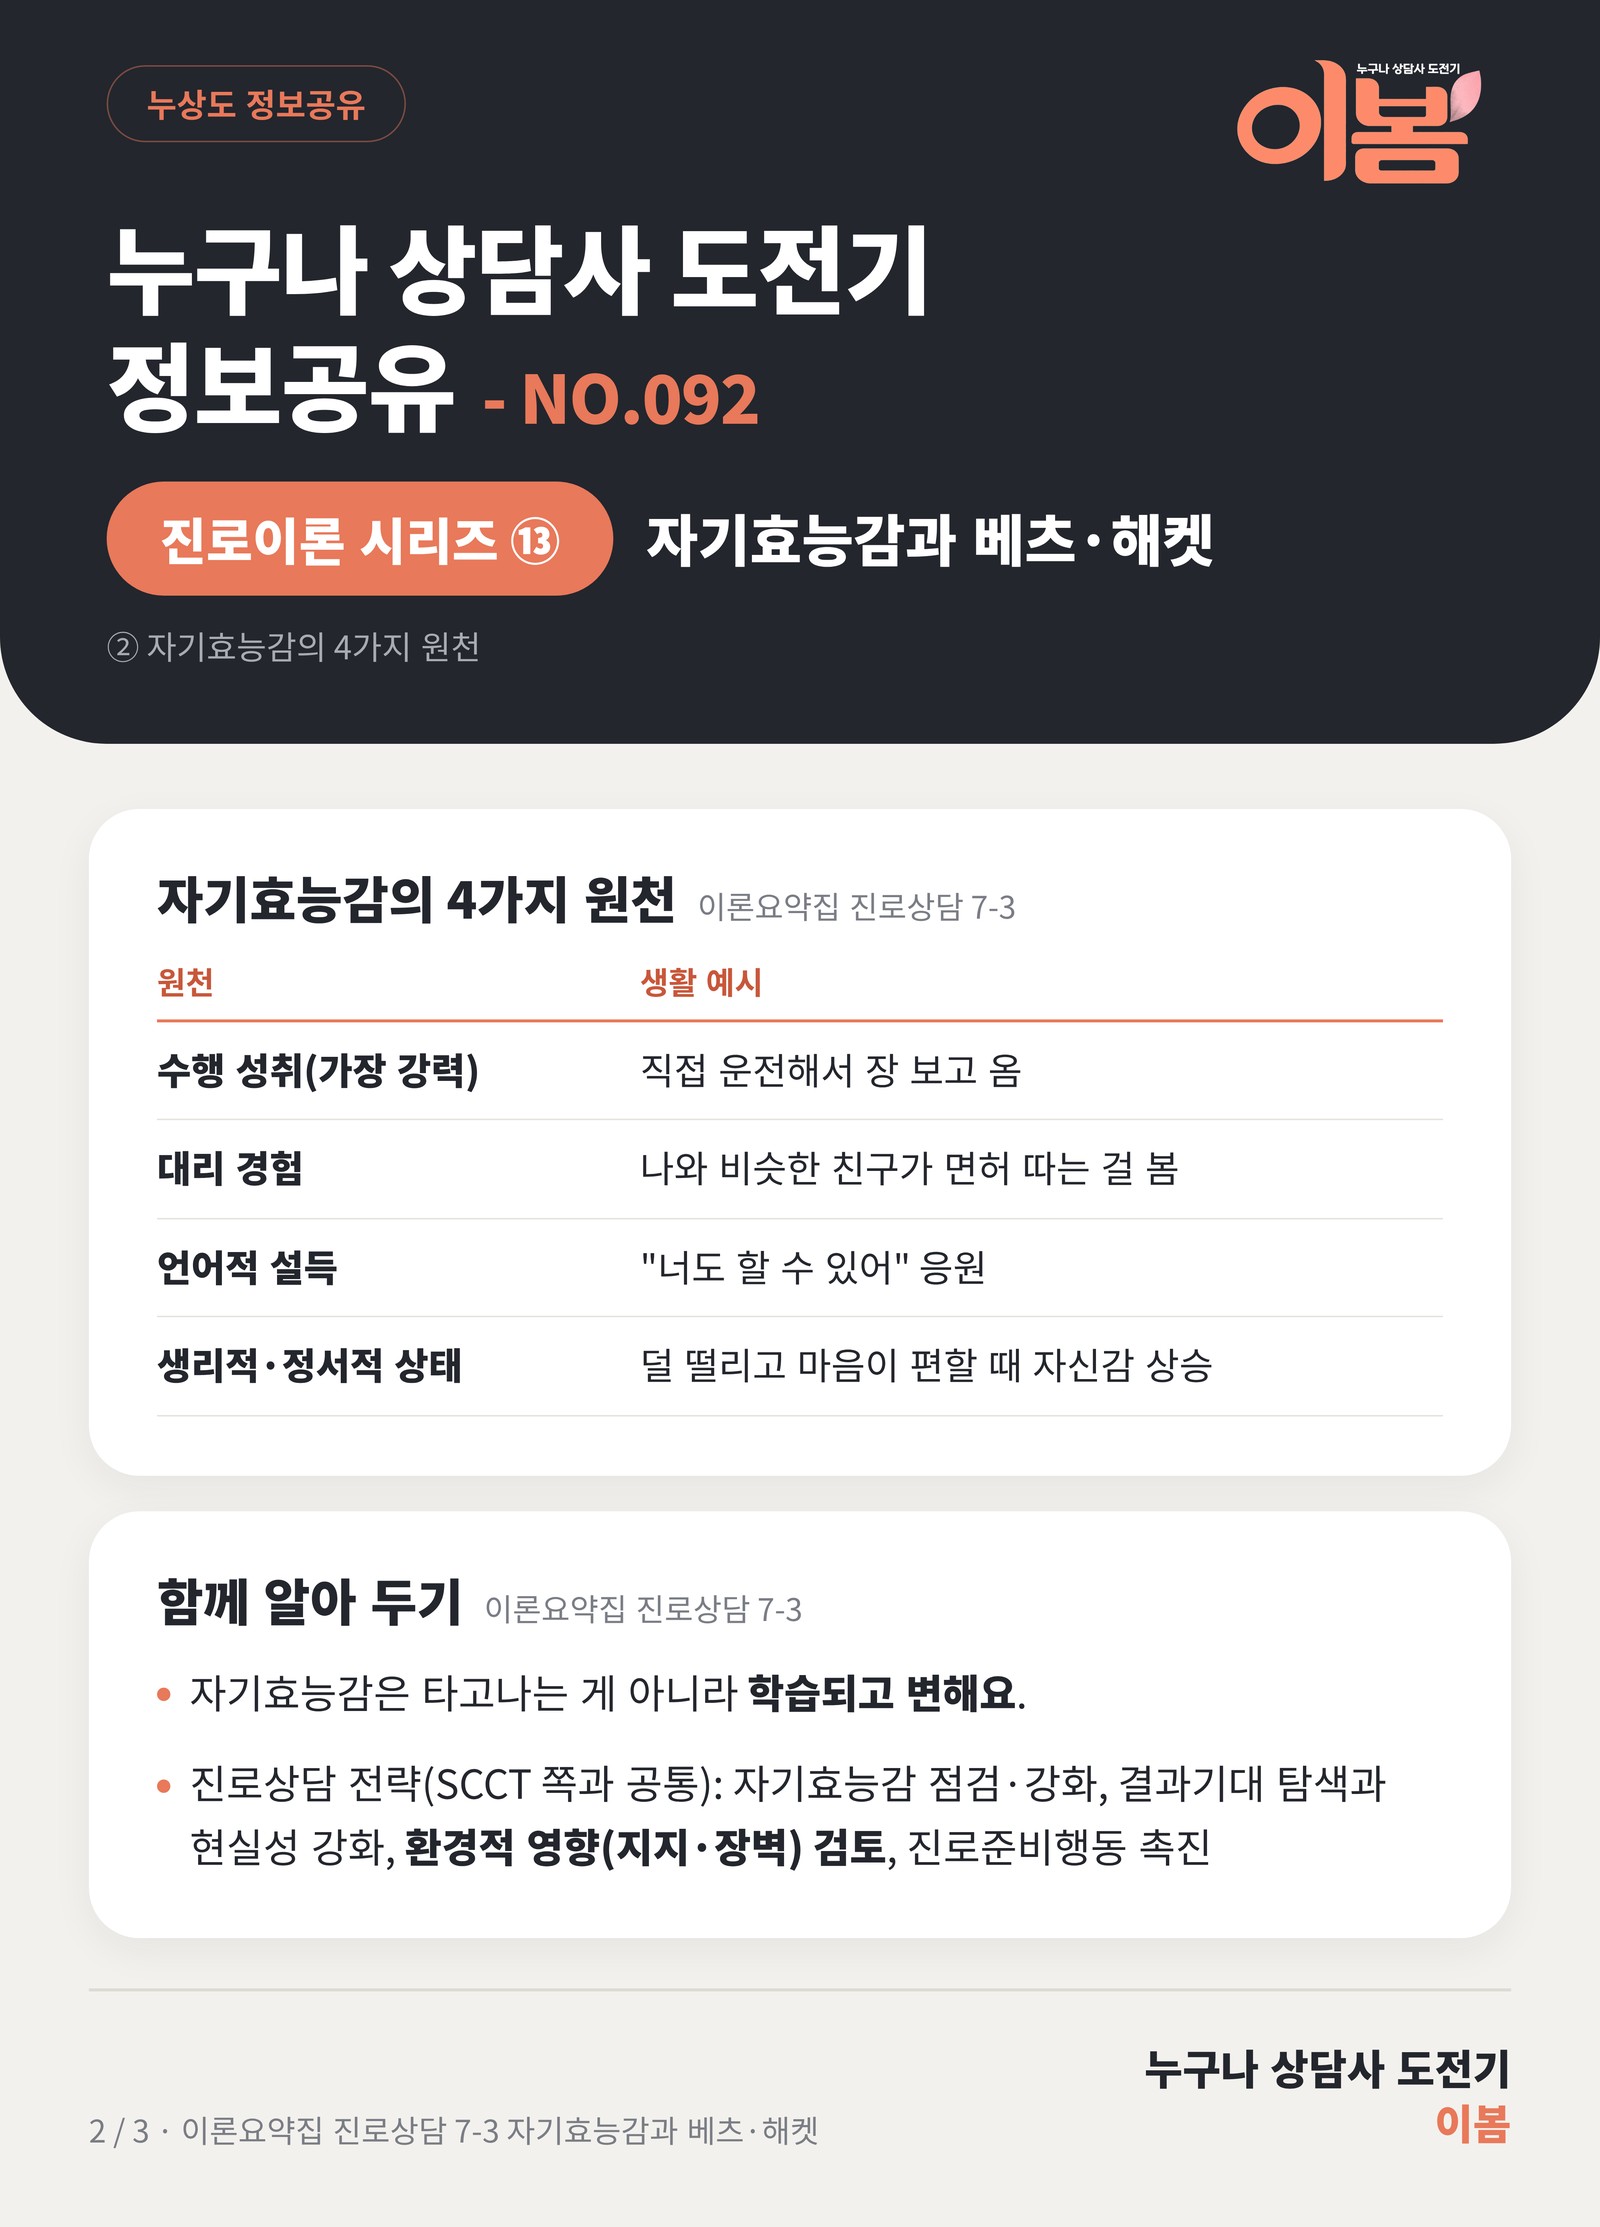 누상도 정보공유
누구나 상담사 도전기
이봄
누구나 상담사 도전기
정보공유 - NO.092
진로이론 시리즈 ⑬ 자기효능감과 베츠·해켓
② 자기효능감의 4가지 원천
자기효능감의 4가지 원천 이론요약집 진로상담 7-3
원천 생활 예시
수행 성취(가장 강력) 직접 운전해서 장 보고 옴
대리 경험 나와 비슷한 친구가 면허 따는 걸 봄
언어적 설득 "너도 할 수 있어" 응원
생리적·정서적 상태 덜 떨리고 마음이 편할 때 자신감 상승
함께 알아 두기 이론요약집 진로상담 7-3
• 자기효능감은 타고나는 게 아니라 학습되고 변해요.
• 진로상담 전략(SCCT 쪽과 공통): 자기효능감 점검·강화, 결과기대 탐색과
현실성 강화, 환경적 영향(지지·장벽) 검토, 진로준비행동 촉진
누구나 상담사 도전기
2 / 3 · 이론요약집 진로상담 7-3 자기효능감과 베츠·해켓
이봄